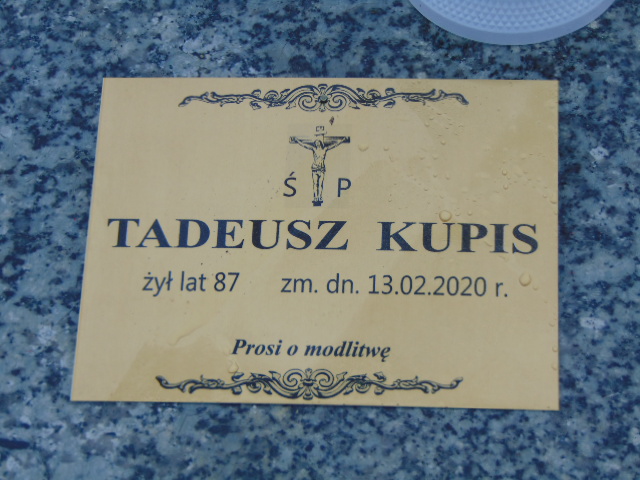 Ś P
TADEUSZ KUPIS
żył lat 87 zm. dn. 13.02.2020 r.
Prosi o modlitwę